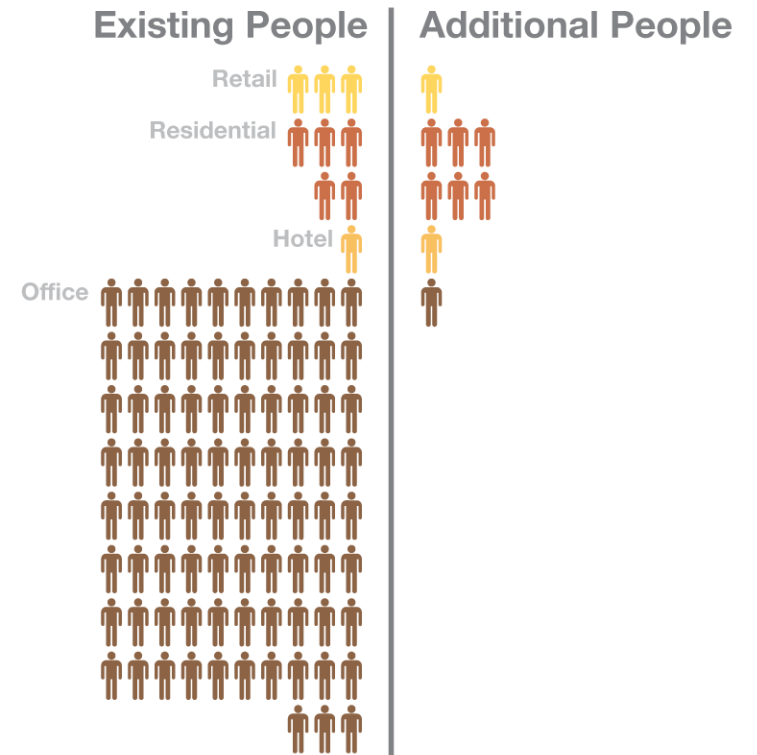 Existing People
Additional People
Retail
Residential
Hotel
Office